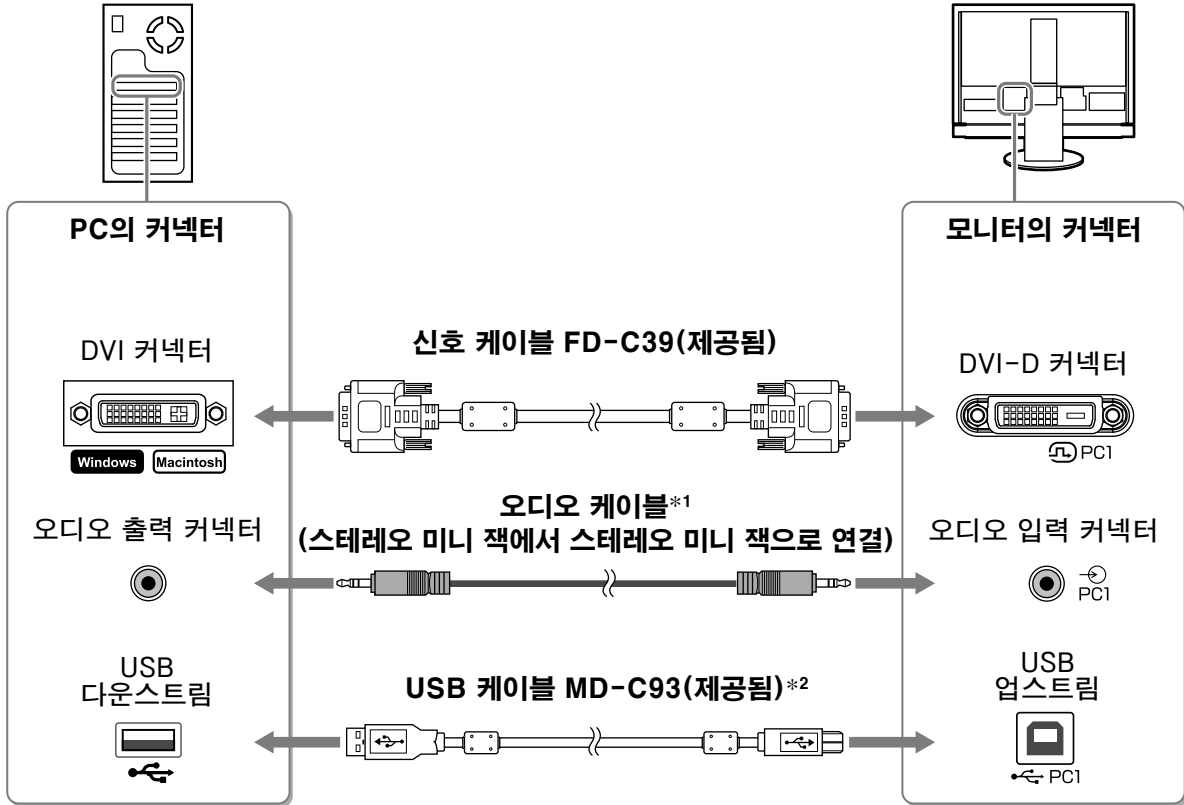 PC의 커넥터
모니터의 커넥터
신호 케이블 FD-C39(제공됨)
DVI 커넥터
DVI-D 커넥터
Windows
Macintosh
PC1
오디오 케이블*1
(스테레오 미니 잭에서 스테레오 미니 잭으로 연결)
오디오 출력 커넥터
오디오 입력 커넥터
PC1
USB
다운스트림
USB 케이블 MD-C93(제공됨)*2
USB
업스트림
PC1